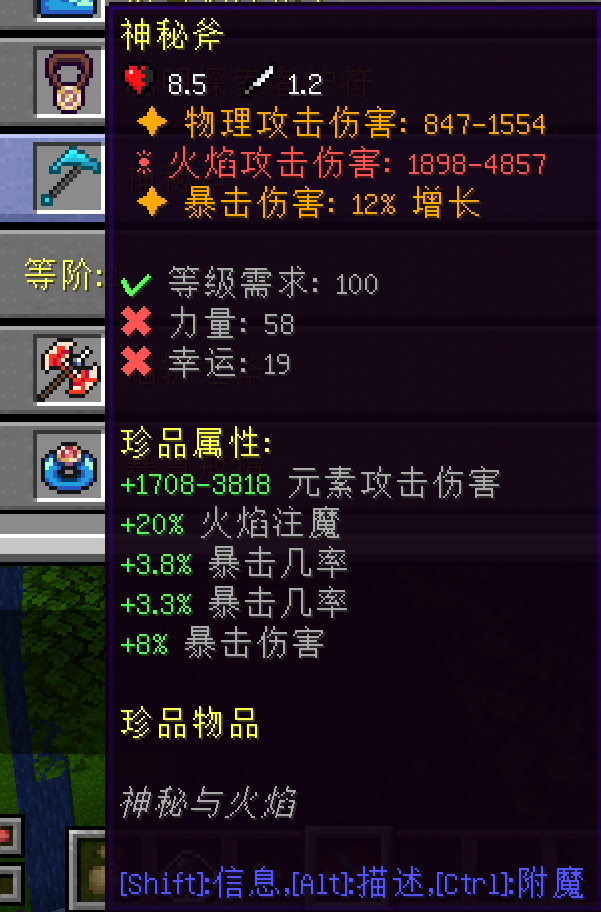 神秘斧
8.5 1.2
物理攻击伤害: 847-1554
火焰攻击伤害: 1898-4857
暴击伤害: 12% 增长
等级需求: 100
等阶:
力量: 58
幸运: 19
珍品属性:
+1708-3818 元素攻击伤害
+20% 火焰注魔
+3.8% 暴击几率
+3.3% 暴击几率
+8% 暴击伤害
珍品物品
神秘与火焰
[Shift]:信息,[Alt]:描述,[Ctrl]:附魔